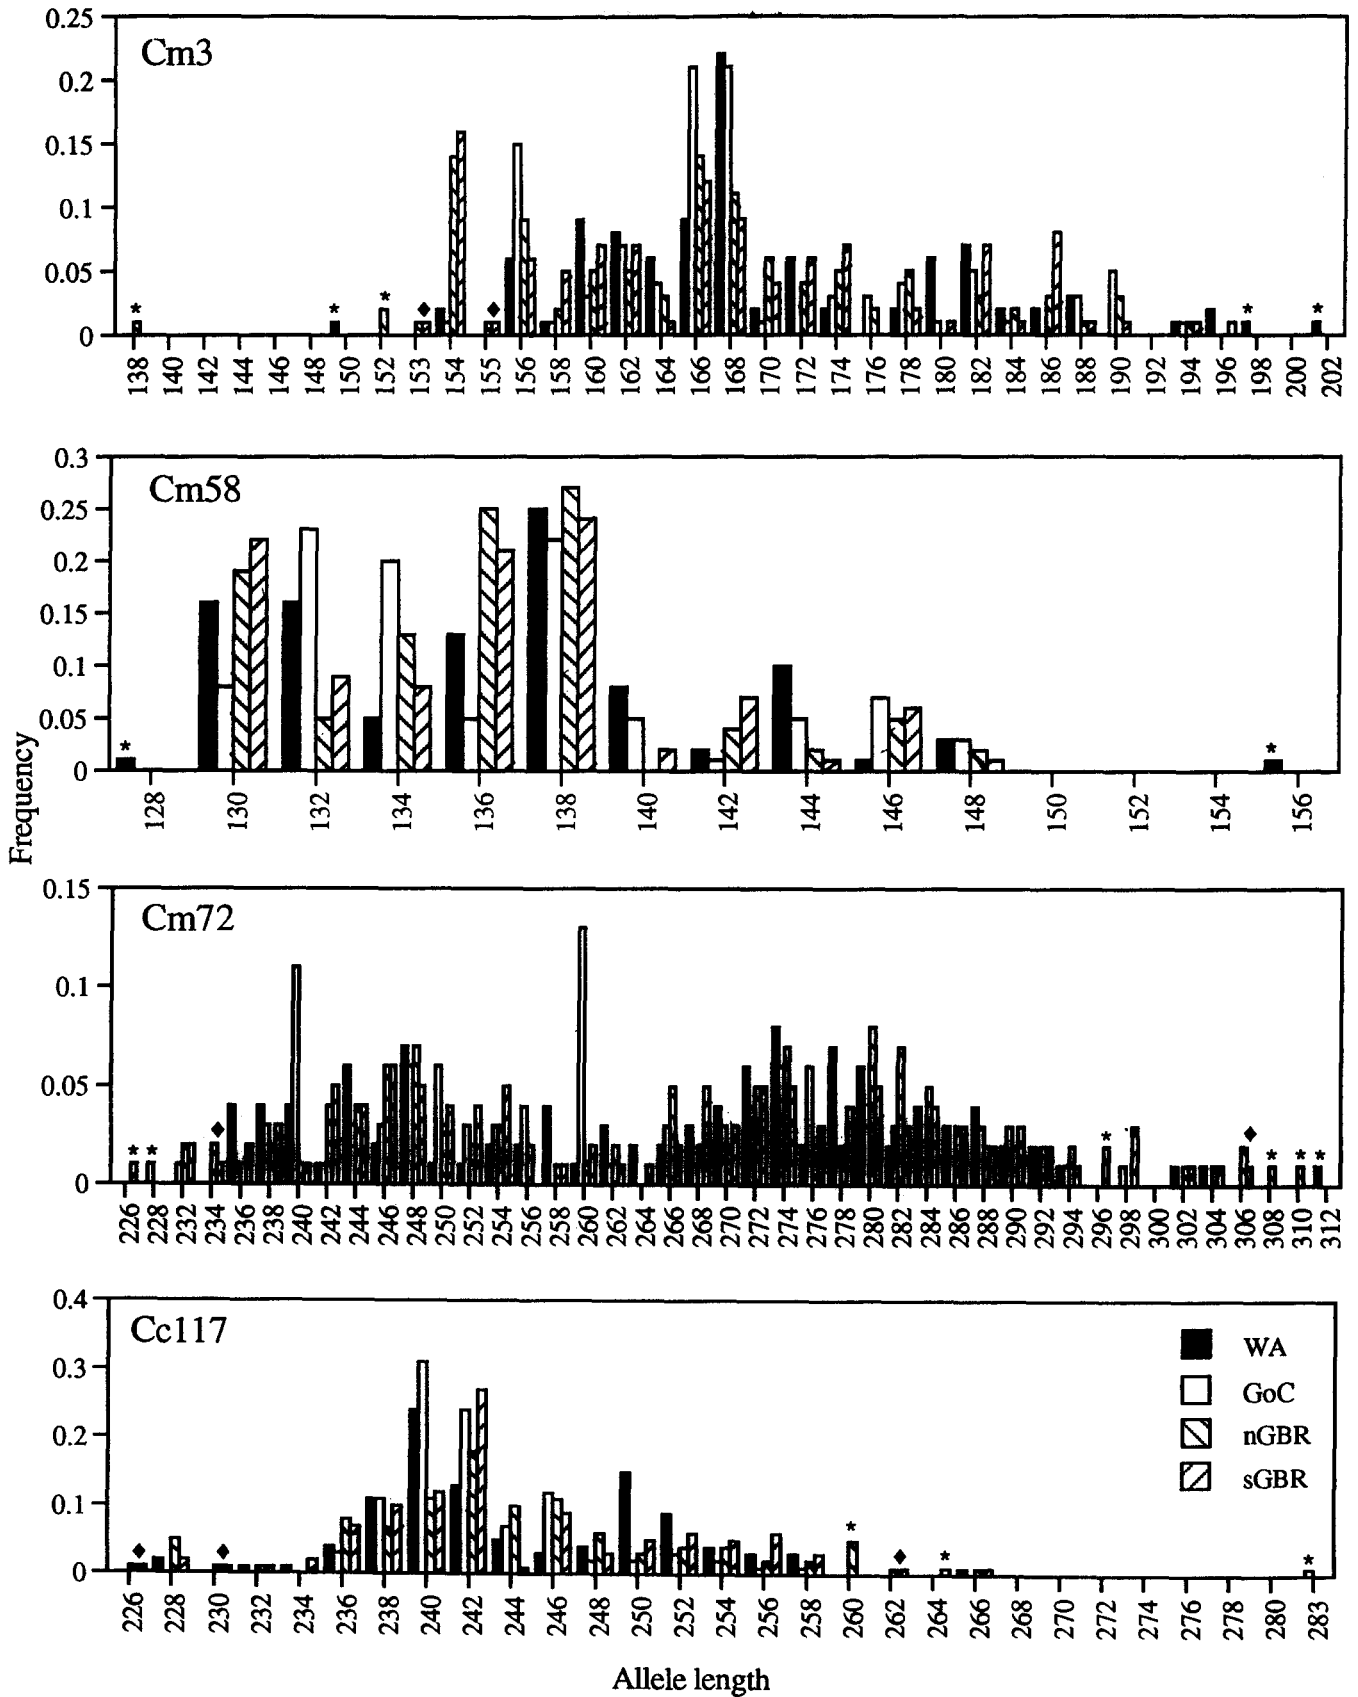 0.25
Cm3
0.2
0.15
0.1
0.05
0
* * * ♦ ♦ * *
138 140 142 144 146 148 150 152 153 154 155 156 158 160 162 164 166 168 170 172 174 176 178 180 182 184 186 188 190 192 194 196 198 200 202
0.3
Cm58
0.25
0.2
0.15
0.1
0.05
0
* *
128 130 132 134 136 138 140 142 144 146 148 150 152 154 156
Frequency
0.15
Cm72
0.1
0.05
0
* * ♦ * ♦ * * *
226 228 232 234 236 238 240 242 244 246 248 250 252 254 256 258 260 262 264 266 268 270 272 274 276 278 280 282 284 286 288 290 292 294 296 298 300 302 304 306 308 310 312
0.4
Cc117
WA
0.3
GoC
0.2
nGBR
sGBR
0.1
0
♦ ♦ * ♦ * *
226 228 230 232 234 236 238 240 242 244 246 248 250 252 254 256 258 260 262 264 266 268 270 272 274 276 278 280 283
Allele length